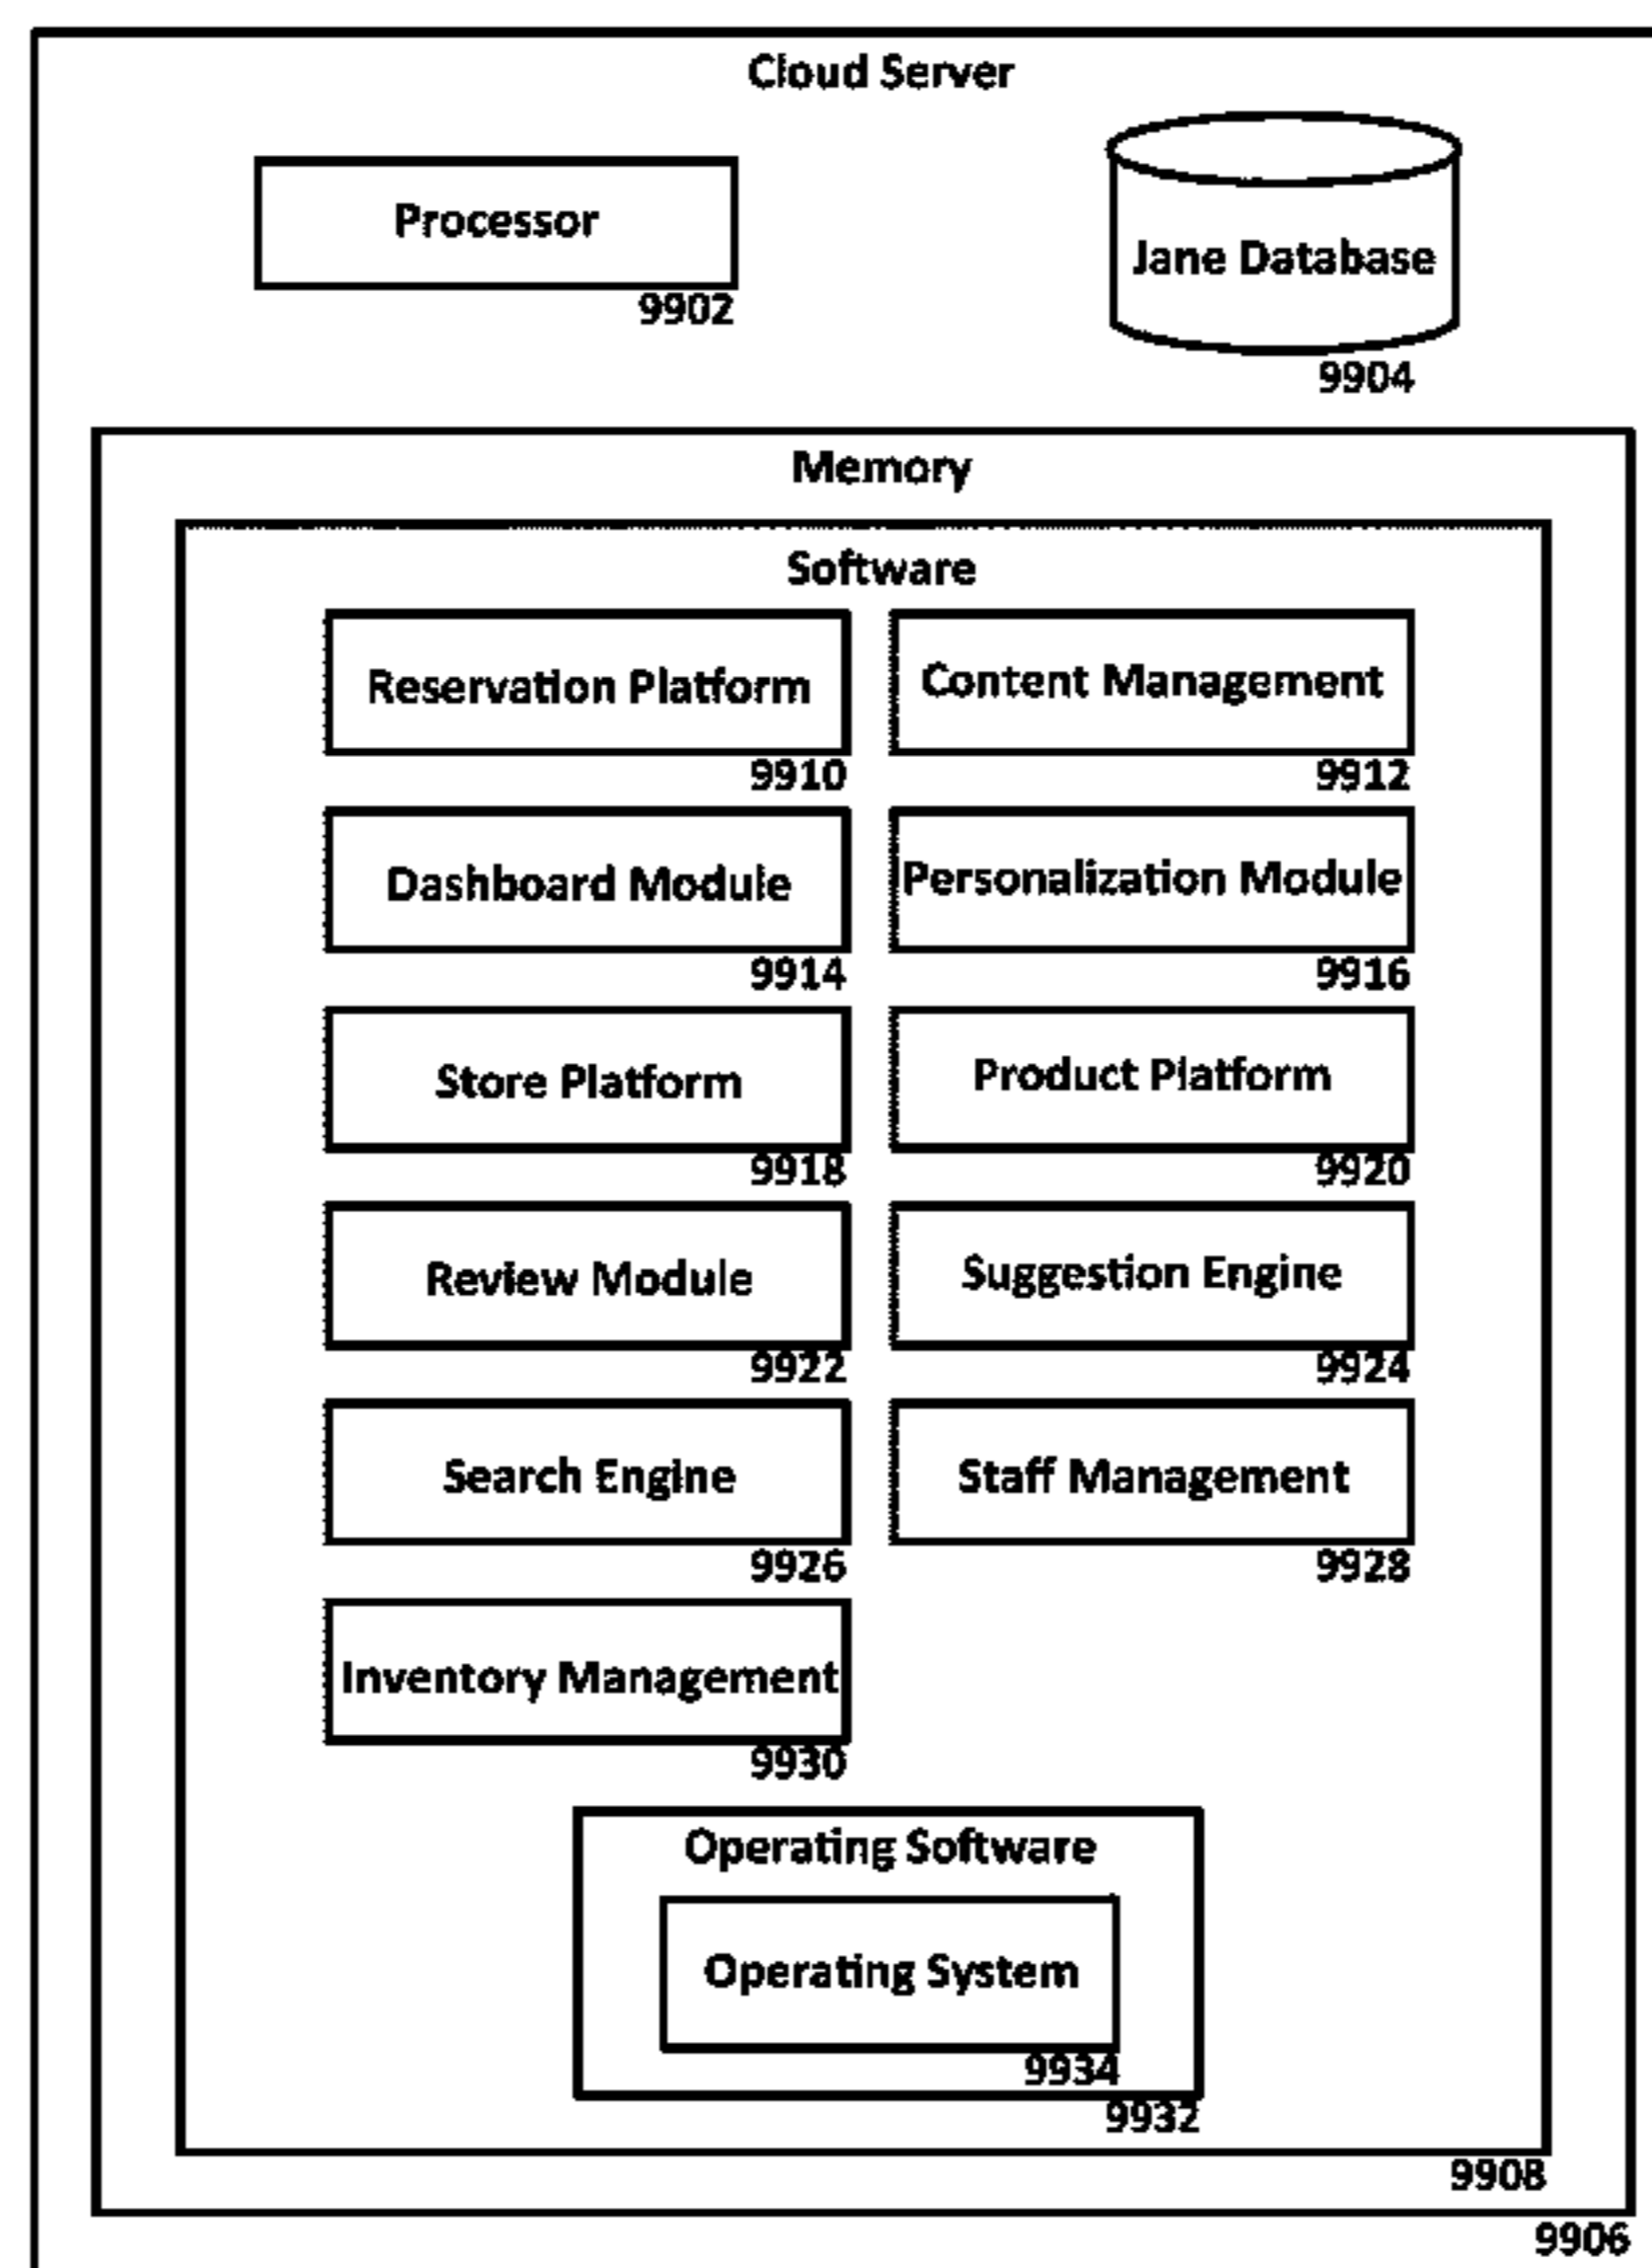 Cloud Server
Processor
9902
Jane Database
9904
Memory
Software
Reservation Platform
9910
Content Management
9912
Dashboard Module
9914
Personalization Module
9916
Store Platform
9918
Product Platform
9920
Review Module
9922
Suggestion Engine
9924
Search Engine
9926
Staff Management
9928
Inventory Management
9930
Operating Software
Operating System
9934
9932
9908
9906